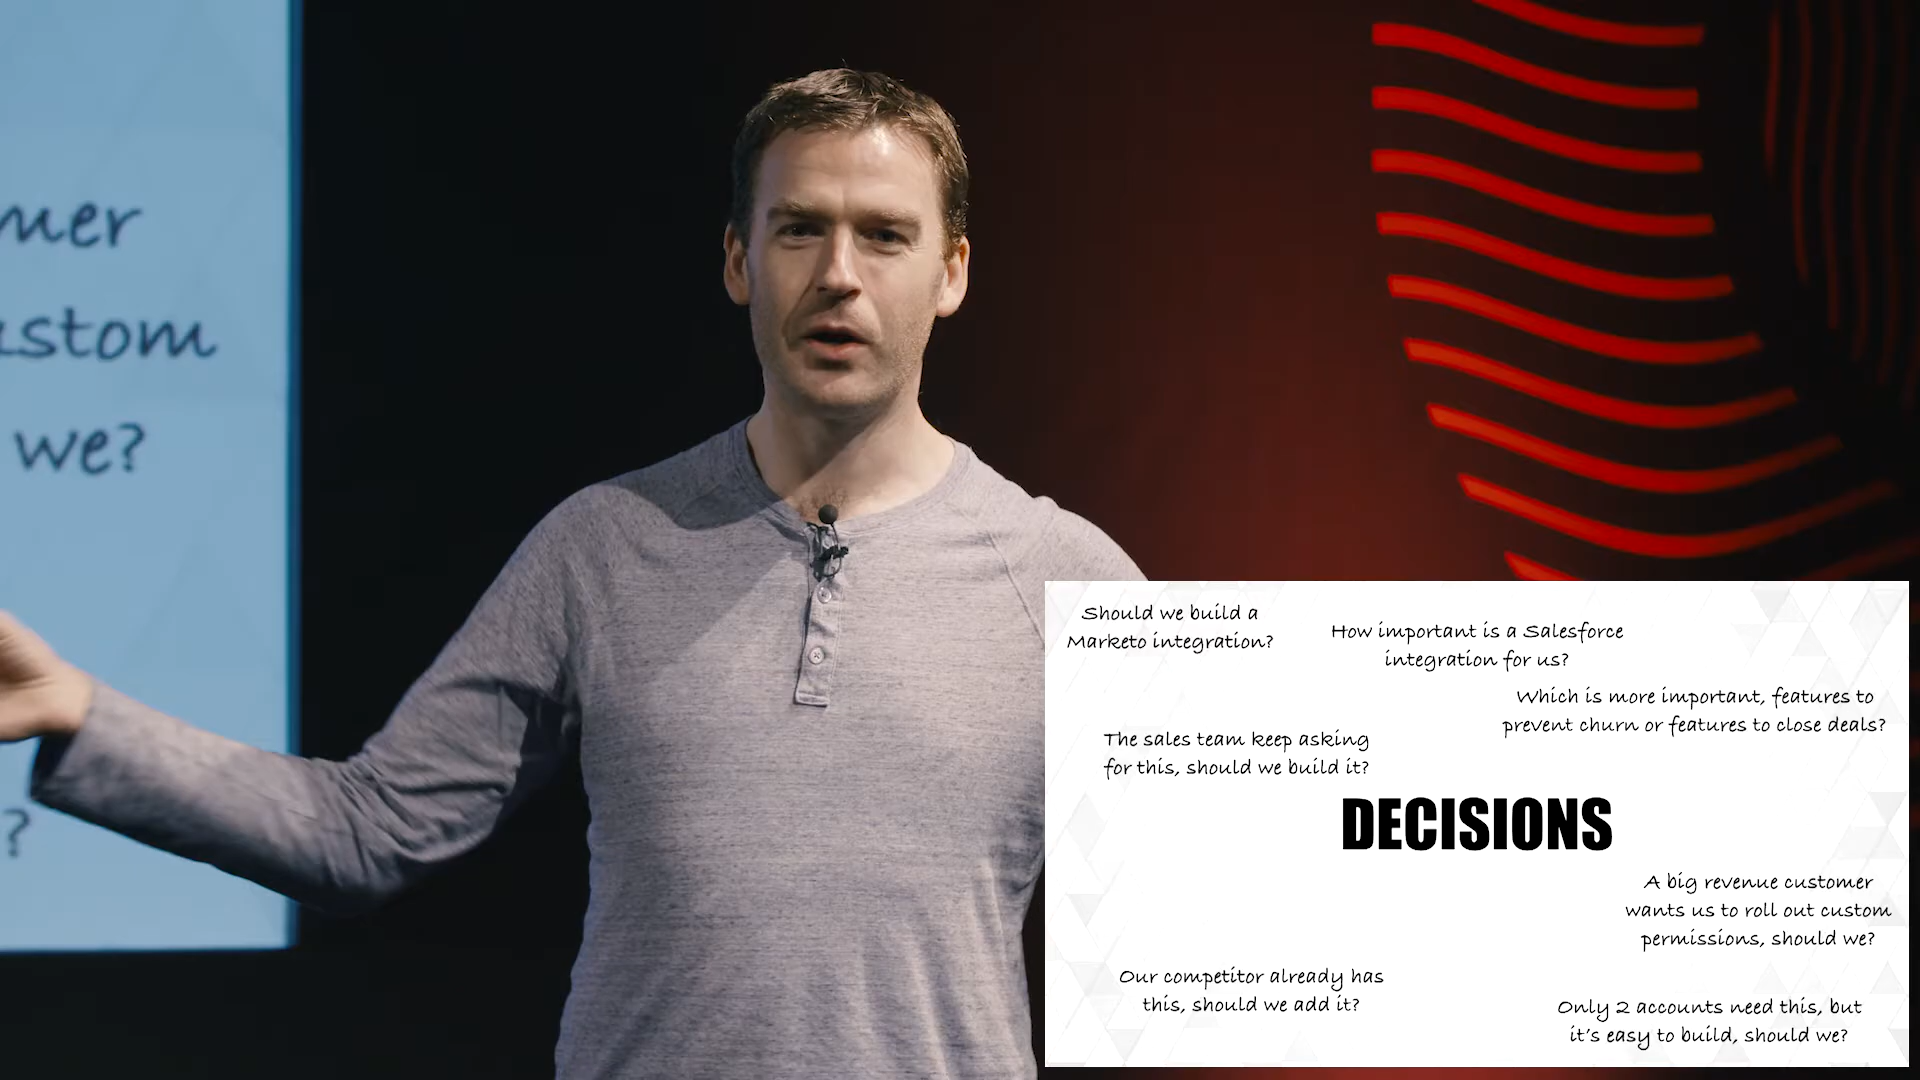 mer
ustom
we?
?
Should we build a
Marketo integration?
How important is a Salesforce
integration for us?
Which is more important, features to
prevent churn or features to close deals?
The sales team keep asking
for this, should we build it?
DECISIONS
A big revenue customer
wants us to roll out custom
permissions, should we?
Our competitor already has
this, should we add it?
Only 2 accounts need this, but
it's easy to build, should we?